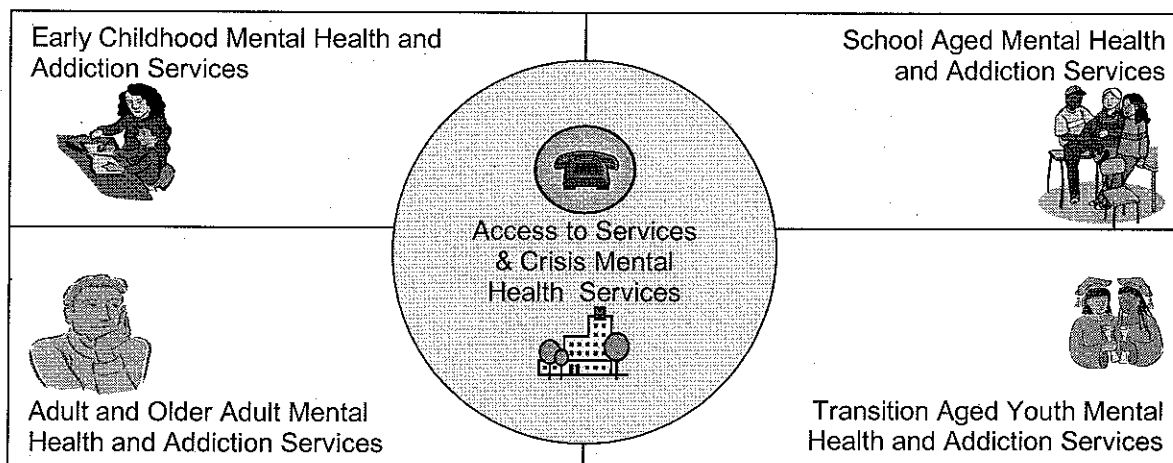 Early Childhood Mental Health and
Addiction Services
School Aged Mental Health
and Addiction Services
Access to Services
& Crisis Mental
Health Services
Adult and Older Adult Mental
Health and Addiction Services
Transition Aged Youth Mental
Health and Addiction Services